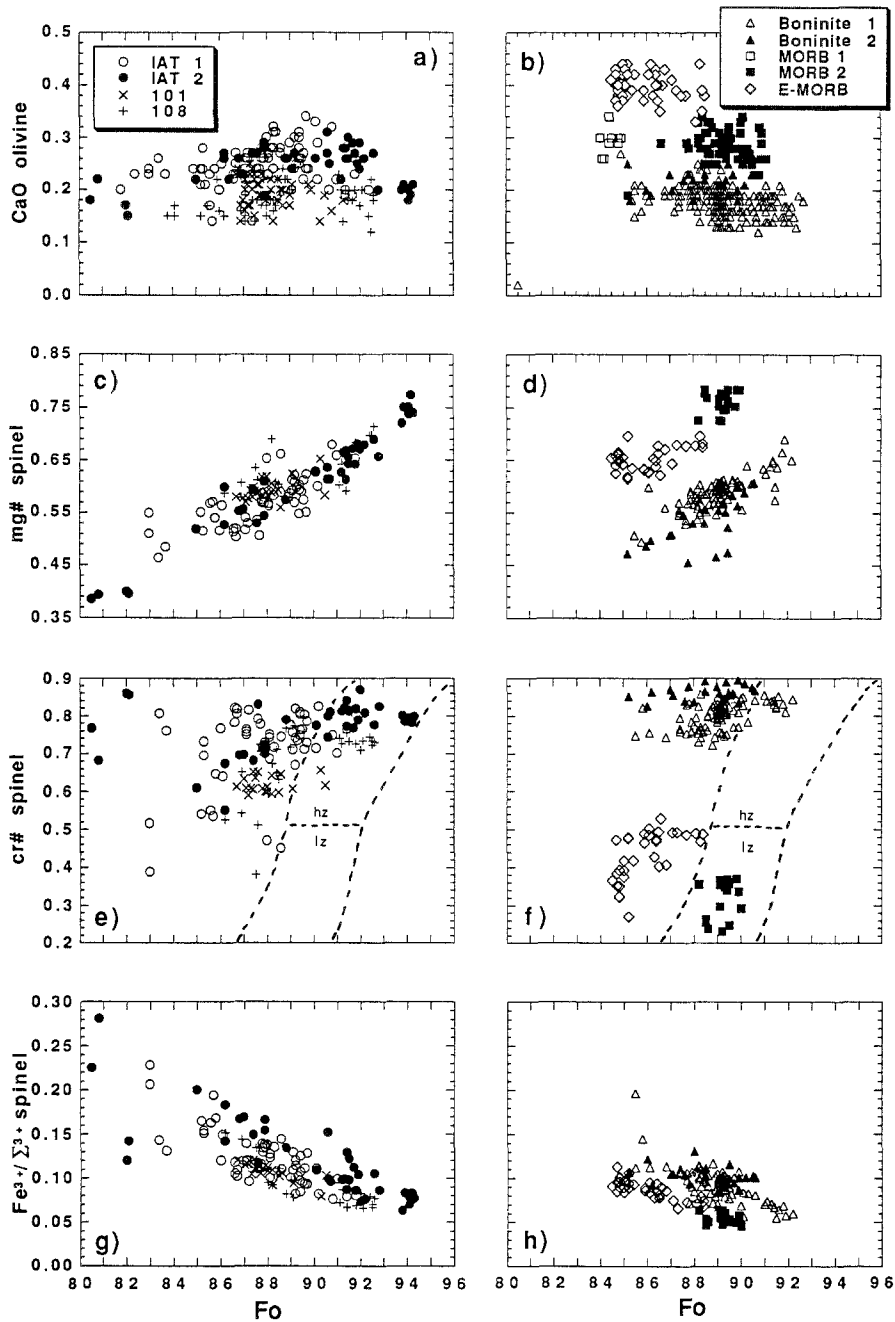 a)
IAT 1
IAT 2
101
108
0.5
0.4
0.3
0.2
0.1
0.0
CaO olivine
b)
Boninite 1
Boninite 2
MORB 1
MORB 2
E-MORB
c)
0.85
0.75
0.65
0.55
0.45
0.35
mg# spinel
d)
0.9
0.8
0.7
0.6
0.5
0.4
0.3
0.2
cr# spinel
hz
lz
e)
hz
lz
f)
0.30
0.25
0.20
0.15
0.10
0.05
0.00
Fe³⁺/Σ³⁺ spinel
g)
h)
80 82 84 86 88 90 92 94 96
Fo
80 82 84 86 88 90 92 94 96
Fo